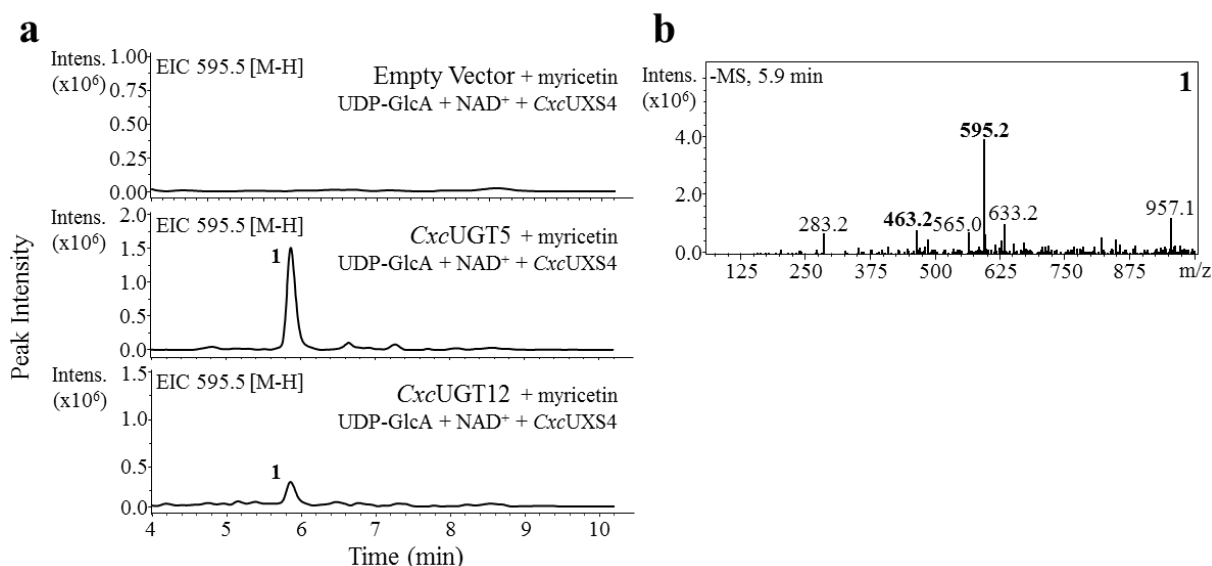 a
Intens.
(x10⁶)
1.00
0.75
0.50
0.25
0.00
EIC 595.5 [M-H]
Empty Vector + myricetin
UDP-GlcA + NAD⁺ + CxcUXS4
Intens.
(x10⁶)
2.0
1.5
1.0
0.5
0.0
EIC 595.5 [M-H]
CxcUGT5 + myricetin
UDP-GlcA + NAD⁺ + CxcUXS4
1
Intens.
(x10⁶)
1.5
1.0
0.5
0.0
EIC 595.5 [M-H]
CxcUGT12 + myricetin
UDP-GlcA + NAD⁺ + CxcUXS4
1
4 5 6 7 8 9 10
Time (min)
Peak Intensity
b
Intens.
(x10⁶)
-MS, 5.9 min
1
4.0
2.0
0.0
283.2
463.2
565.0
595.2
633.2
957.1
125 250 375 500 625 750 875 m/z